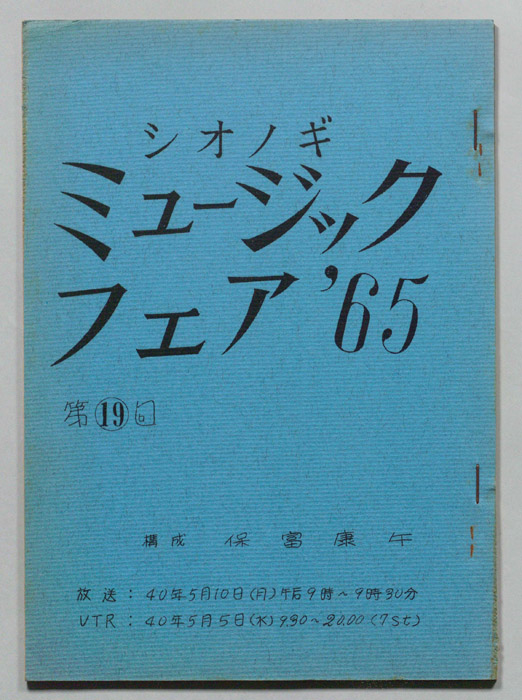 シオノギ
ミュージック
フェア '65
第⑲回
構成 保富康午
放送：40年5月10日(月)午后9時～9時30分
VTR：40年5月5日(水)9.30～20.00(7St)